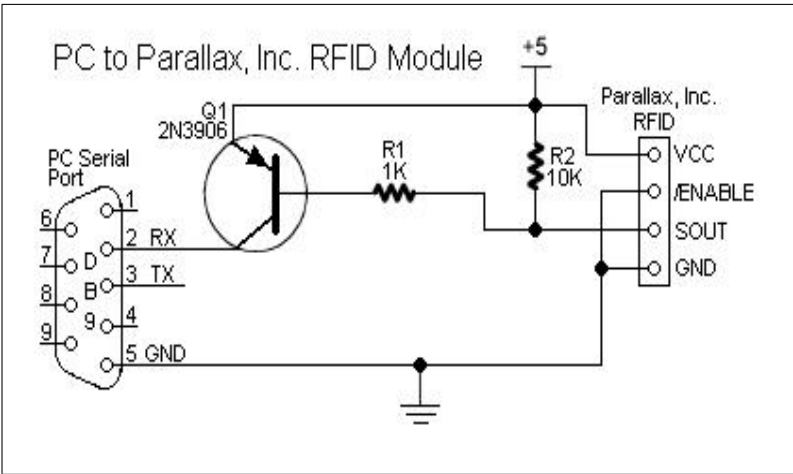 PC to Parallax, Inc. RFID Module
+5
Q1
2N3906
Parallax, Inc.
RFID
PC Serial
Port
R1
1K
R2
10K
VCC
/ENABLE
SOUT
GND
1
6
2 RX
7
D
3 TX
B
8
9
4
9
5 GND